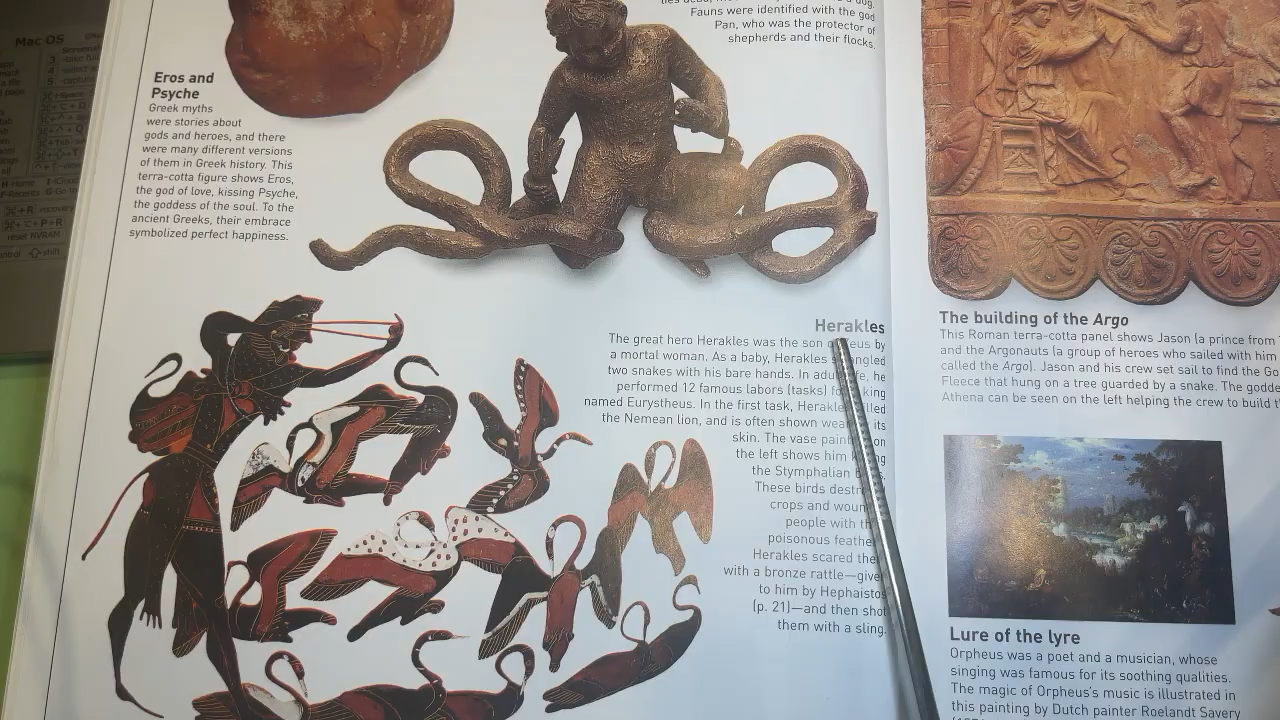 Mac OS
Fauns were identified with the god
Pan, who was the protector of
shepherds and their flocks.
Eros and
Psyche
Greek myths
were stories about
gods and heroes, and there
were many different versions
of them in Greek history. This
terra-cotta figure shows Eros,
the god of love, kissing Psyche,
the goddess of the soul. To the
ancient Greeks, their embrace
symbolized perfect happiness.
Herakles
The great hero Herakles was the son by
a mortal woman. As a baby, Herakles
two snakes with his bare hands. In he
performed 12 famous labors (tasks) king
named Eurystheus. In the first task,
the Nemean lion, and is often shown its
skin. The vase on
the left shows him
the Stymphalian
These birds
crops and
people with
poisonous
Herakles scared
with a bronze rattle—
to him by Hephaistos
(p. 21)—and then shot
them with a sling.
The building of the Argo
This Roman terra-cotta panel shows Jason (a prince from
and the Argonauts (a group of heroes who sailed with him
called the Argo). Jason and his crew set sail to find the
Fleece that hung on a tree guarded by a snake. The
Athena can be seen on the left helping the crew to build
Lure of the lyre
Orpheus was a poet and a musician, whose
singing was famous for its soothing qualities.
The magic of Orpheus's music is illustrated in
this painting by Dutch painter Roelandt Savery